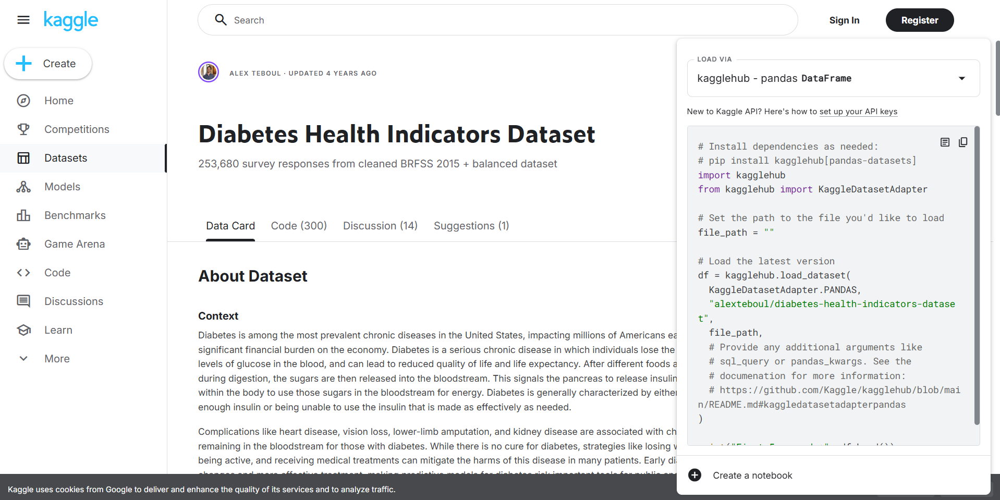 kaggle
Search
Sign In
Register
Create
Home
Competitions
Datasets
Models
Benchmarks
Game Arena
Code
Discussions
Learn
More
ALEX TEBOUL · UPDATED 4 YEARS AGO
Diabetes Health Indicators Dataset
253,680 survey responses from cleaned BRFSS 2015 + balanced dataset
Data Card
Code (300)
Discussion (14)
Suggestions (1)
About Dataset
Context
Diabetes is among the most prevalent chronic diseases in the United States, impacting millions of Americans ea
significant financial burden on the economy. Diabetes is a serious chronic disease in which individuals lose the
levels of glucose in the blood, and can lead to reduced quality of life and life expectancy. After different foods a
during digestion, the sugars are then released into the bloodstream. This signals the pancreas to release insulin
within the body to use those sugars in the bloodstream for energy. Diabetes is generally characterized by either
enough insulin or being unable to use the insulin that is made as effectively as needed.
Complications like heart disease, vision loss, lower-limb amputation, and kidney disease are associated with ch
remaining in the bloodstream for those with diabetes. While there is no cure for diabetes, strategies like losing
being active, and receiving medical treatments can mitigate the harms of this disease in many patients. Early di
LOAD VIA
kagglehub - pandas DataFrame
New to Kaggle API? Here's how to set up your API keys
# Install dependencies as needed:
# pip install kagglehub[pandas-datasets]
import kagglehub
from kagglehub import KaggleDatasetAdapter
# Set the path to the file you'd like to load
file_path = ""
# Load the latest version
df = kagglehub.load_dataset(
KaggleDatasetAdapter.PANDAS,
"alexteboul/diabetes-health-indicators-datase
t",
file_path,
# Provide any additional arguments like
# sql_query or pandas_kwargs. See the
# documenation for more information:
# https://github.com/Kaggle/kagglehub/blob/mai
n/README.md#kaggledatasetadapterpandas
)
Create a notebook
Kaggle uses cookies from Google to deliver and enhance the quality of its services and to analyze traffic.